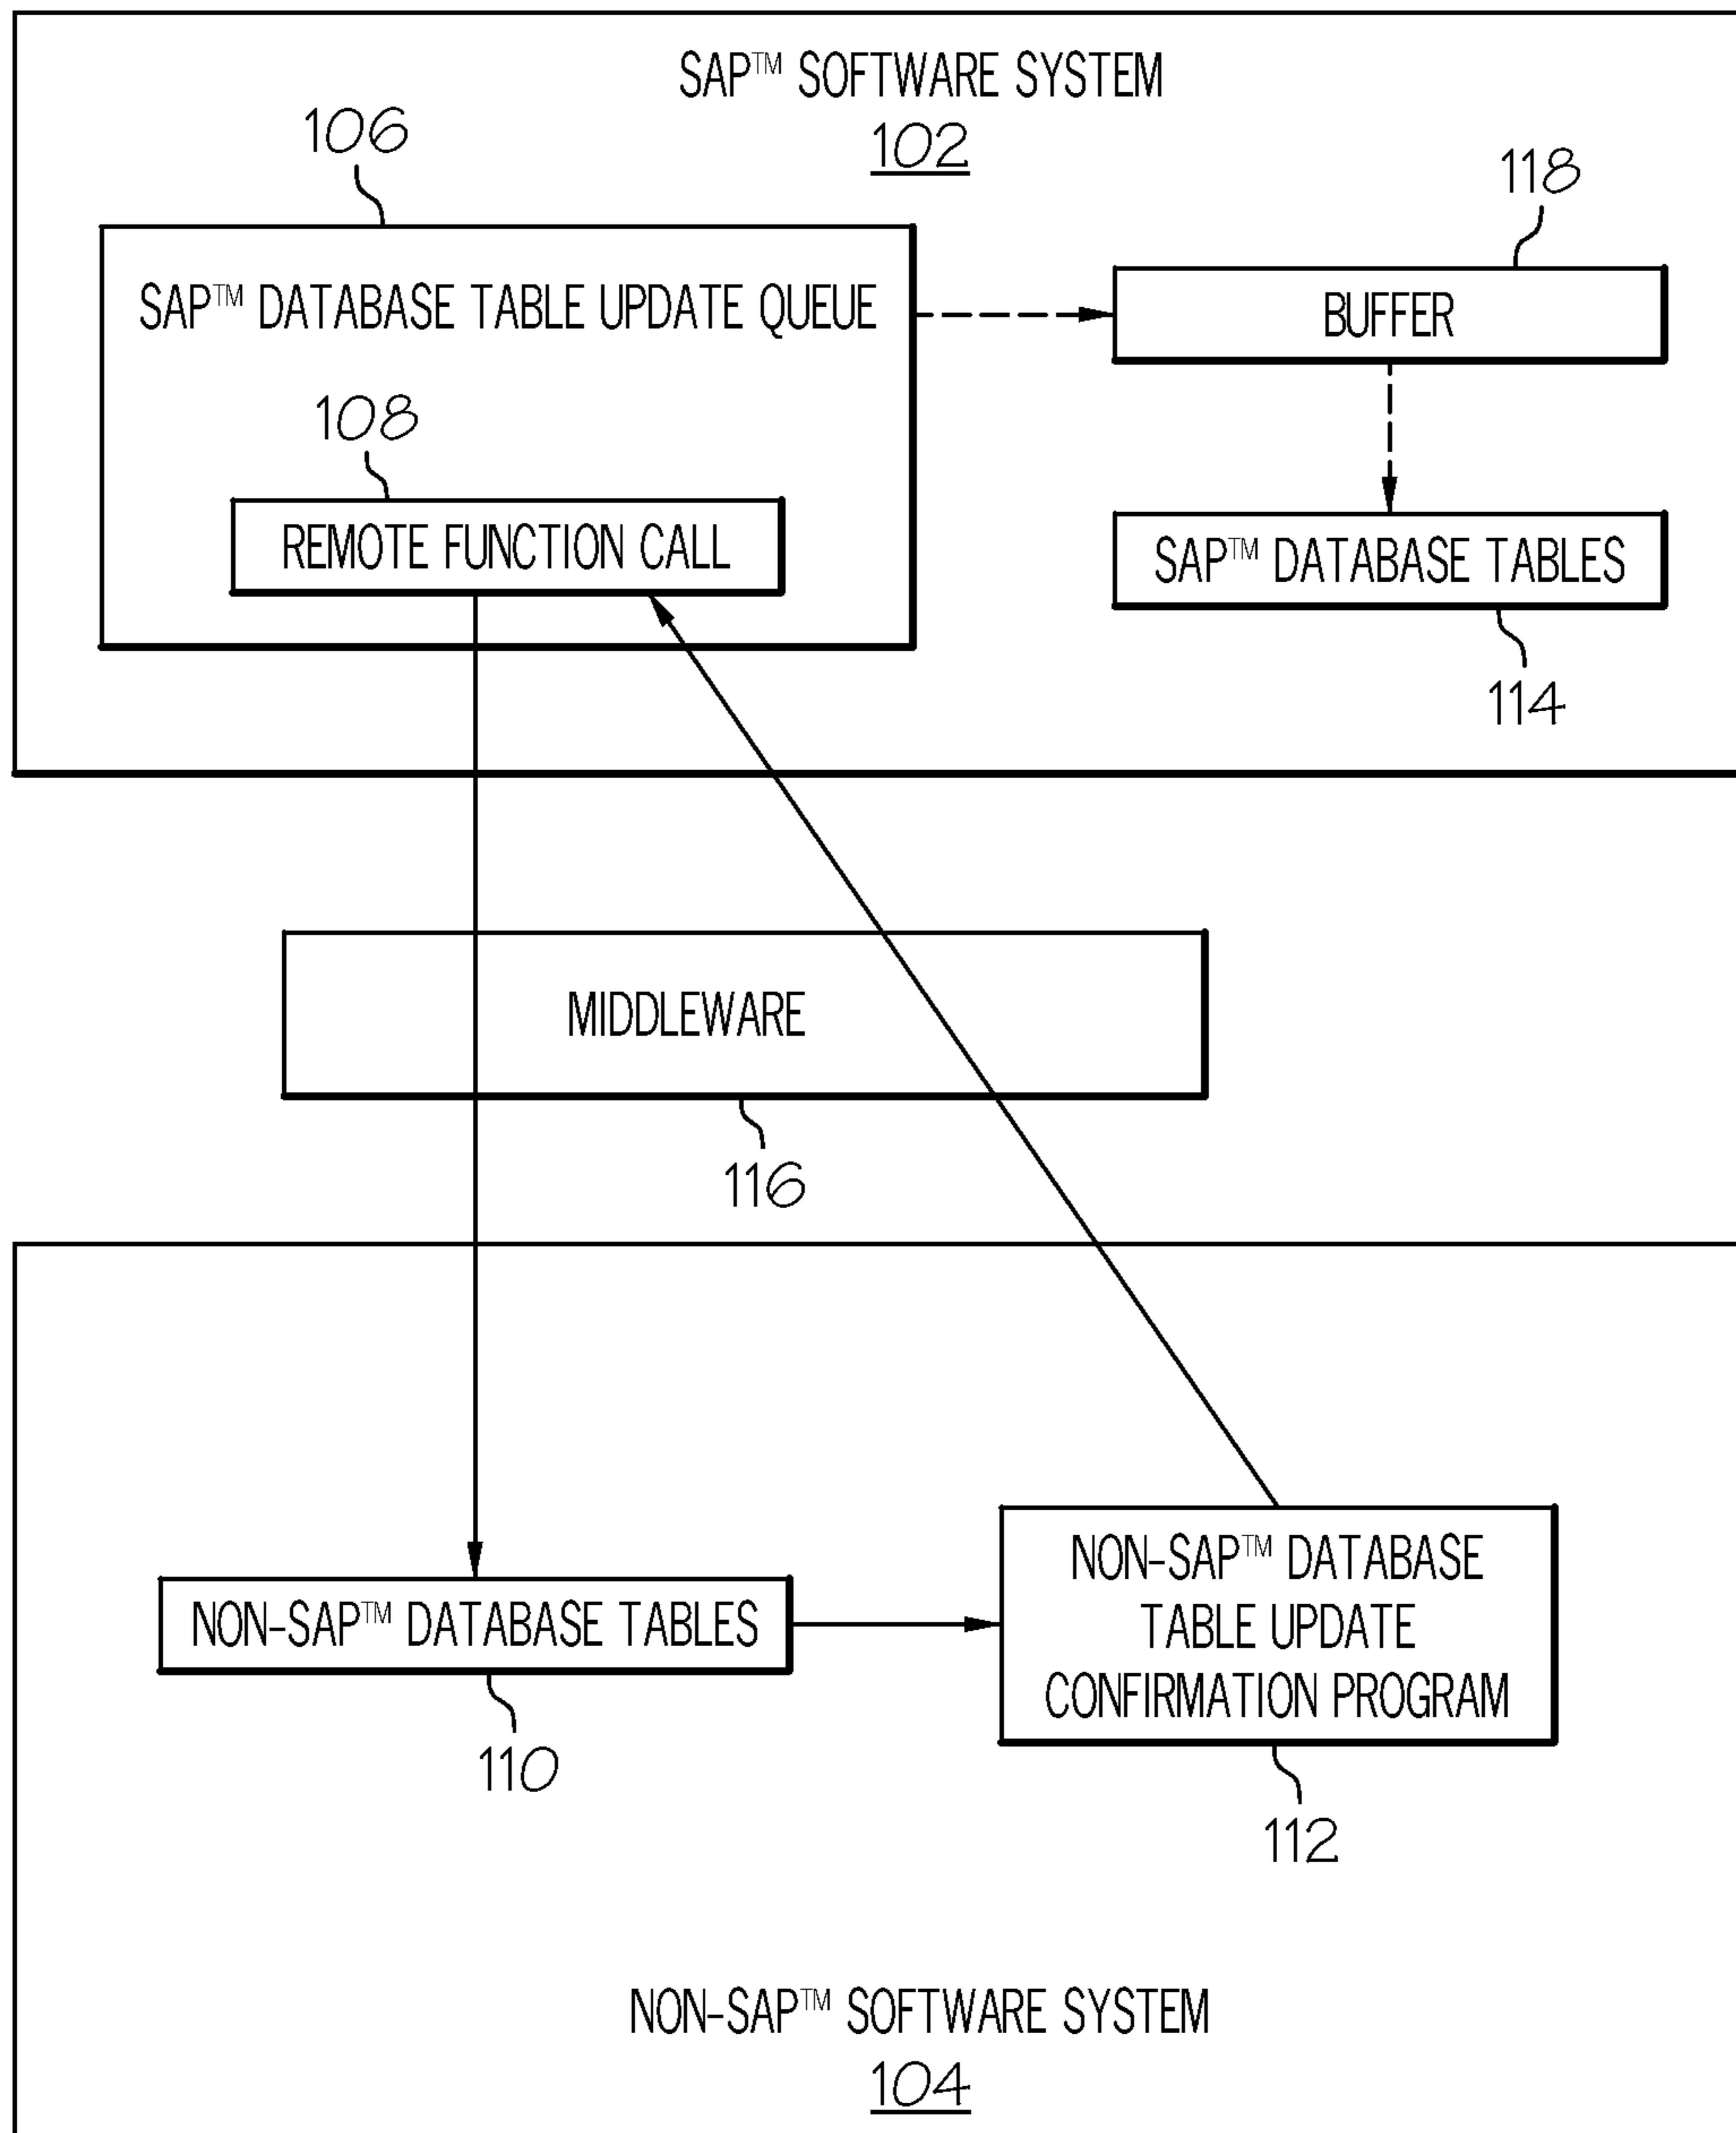 SAP™ SOFTWARE SYSTEM
102
106
118
SAP™ DATABASE TABLE UPDATE QUEUE
BUFFER
108
REMOTE FUNCTION CALL
SAP™ DATABASE TABLES
114
MIDDLEWARE
116
NON-SAP™ DATABASE TABLES
110
NON-SAP™ DATABASE
TABLE UPDATE
CONFIRMATION PROGRAM
112
NON-SAP™ SOFTWARE SYSTEM
104